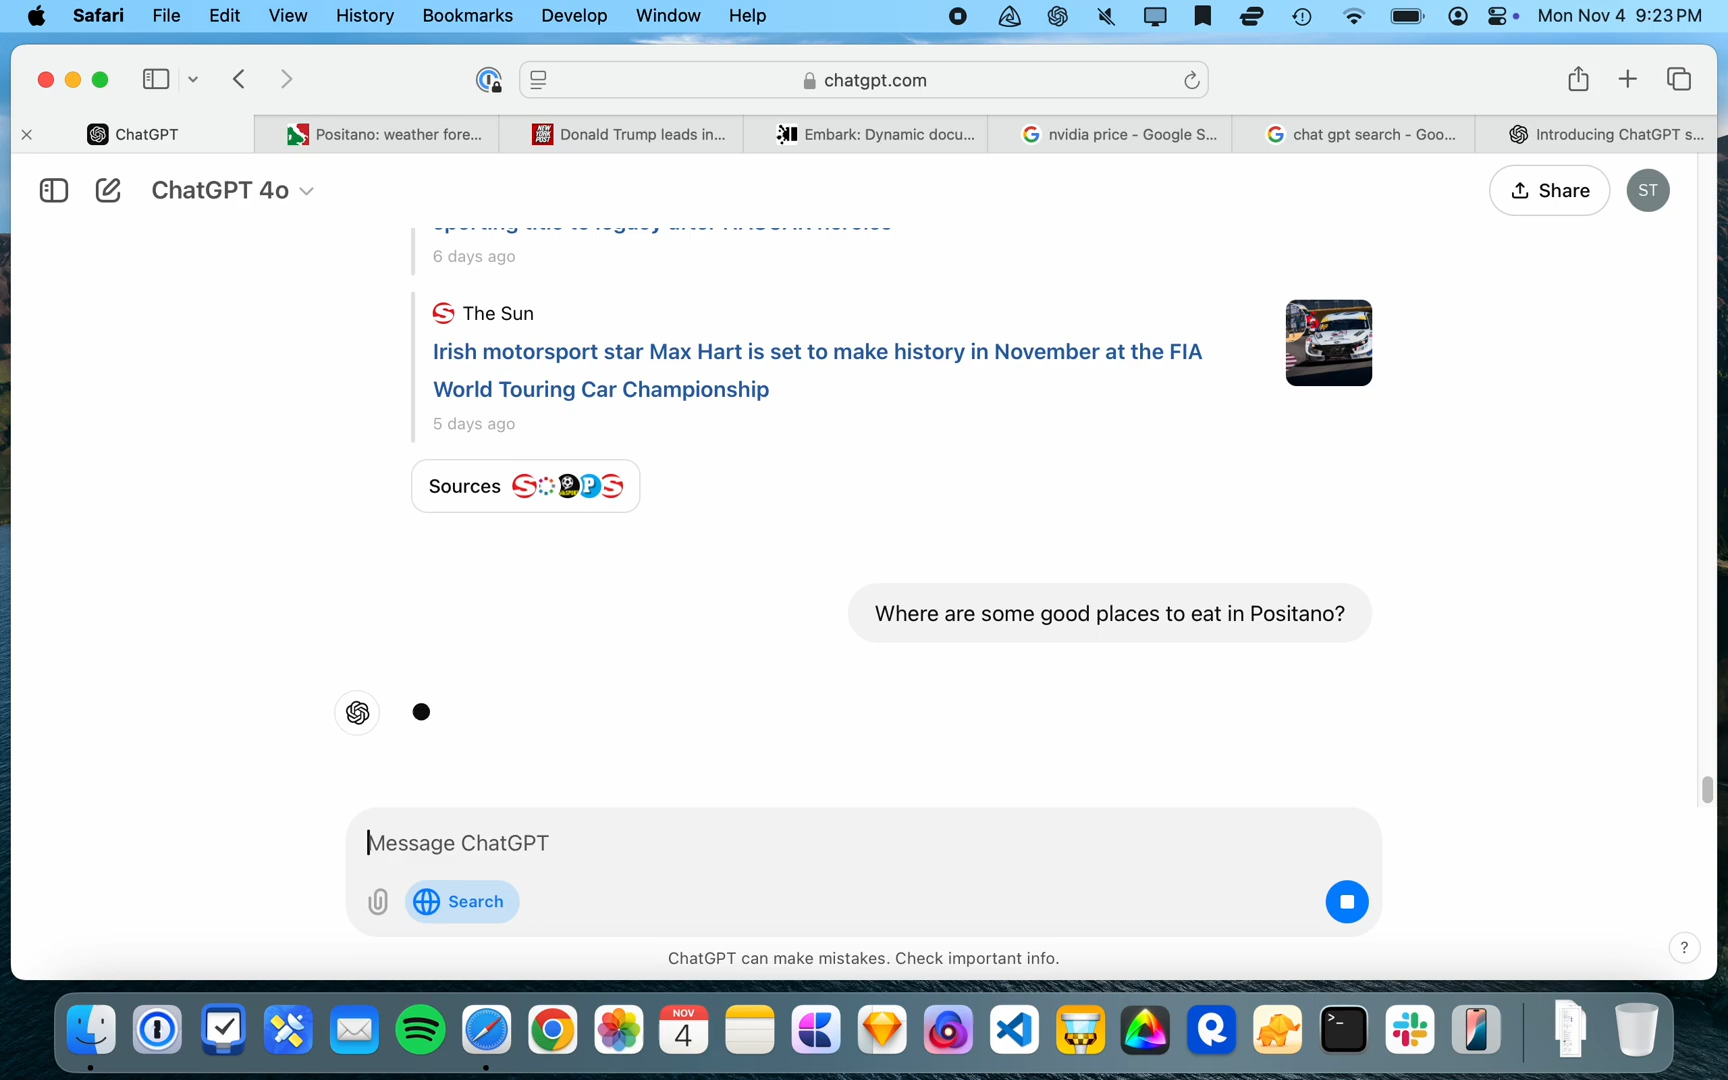 Safari File Edit View History Bookmarks Develop Window Help Mon Nov 4 9:23 PM
chatgpt.com
ChatGPT Positano: weather fore... Donald Trump leads in... Embark: Dynamic docu... nvidia price - Google S... chat gpt search - Goo... Introducing ChatGPT s...
ChatGPT 4o Share ST
6 days ago
The Sun
Irish motorsport star Max Hart is set to make history in November at the FIA
World Touring Car Championship
5 days ago
Sources
Where are some good places to eat in Positano?
Message ChatGPT
Search
ChatGPT can make mistakes. Check important info.
?
NOV
4